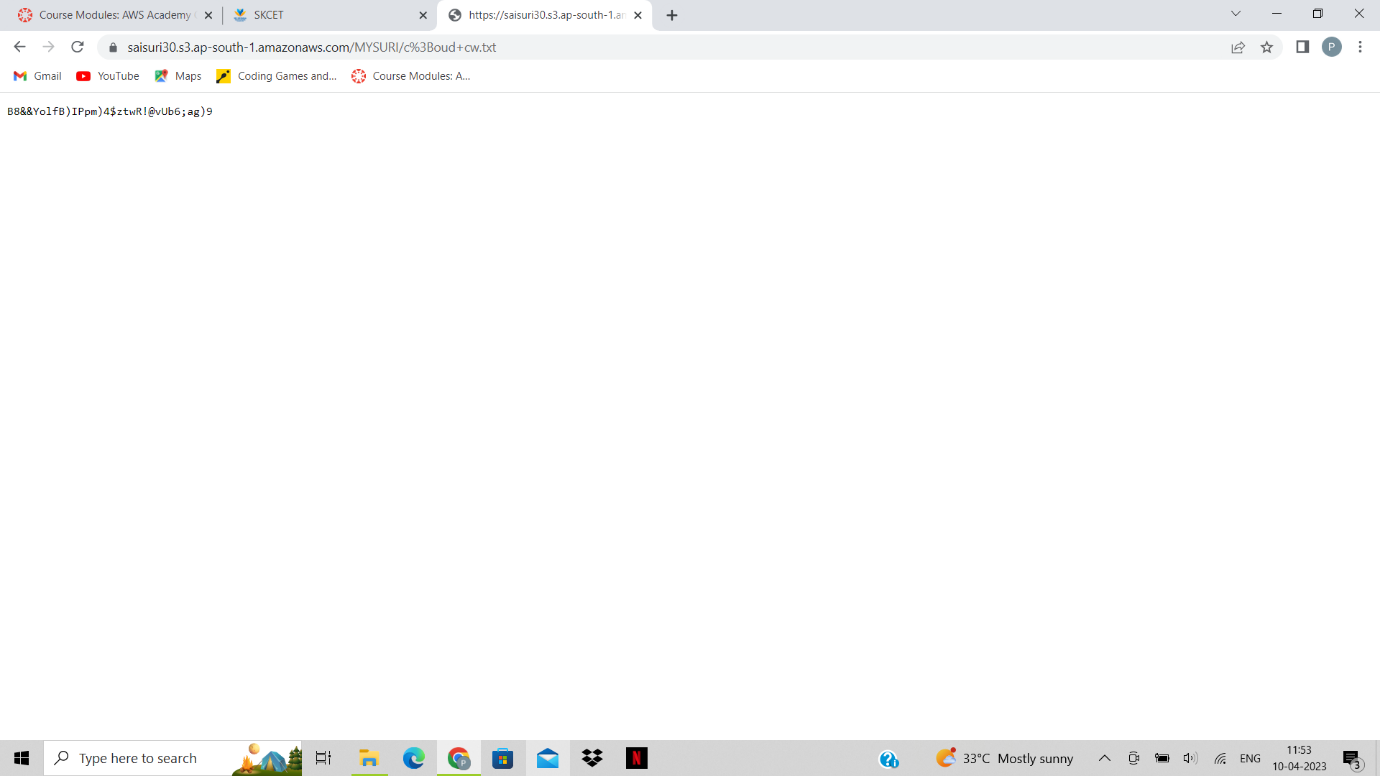 Course Modules: AWS Academy
SKCET
https://saisuri30.s3.ap-south-1.an
saisuri30.s3.ap-south-1.amazonaws.com/MYSURI/c%3Boud+cw.txt
P
Gmail
YouTube
Maps
Coding Games and...
Course Modules: A...
B8&&YolfB)IPpm)4$ztwR!@vUb6;ag)9
Type here to search
33°C Mostly sunny
ENG
11:53
10-04-2023
3